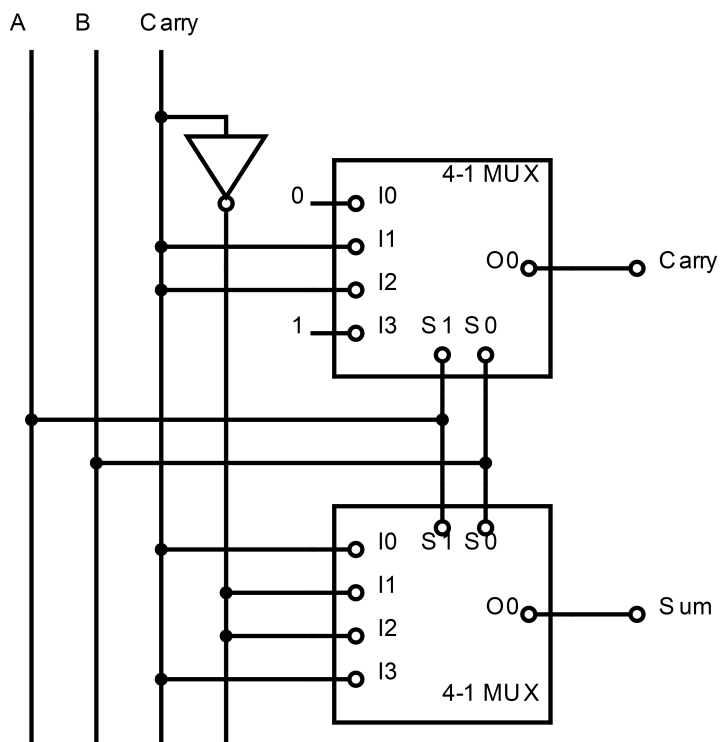 A B Carry
4-1 MUX
0 I0
I1
O0 Carry
I2
1 I3 S1 S0
I0 S1 S0
I1
O0 Sum
I2
I3
4-1 MUX